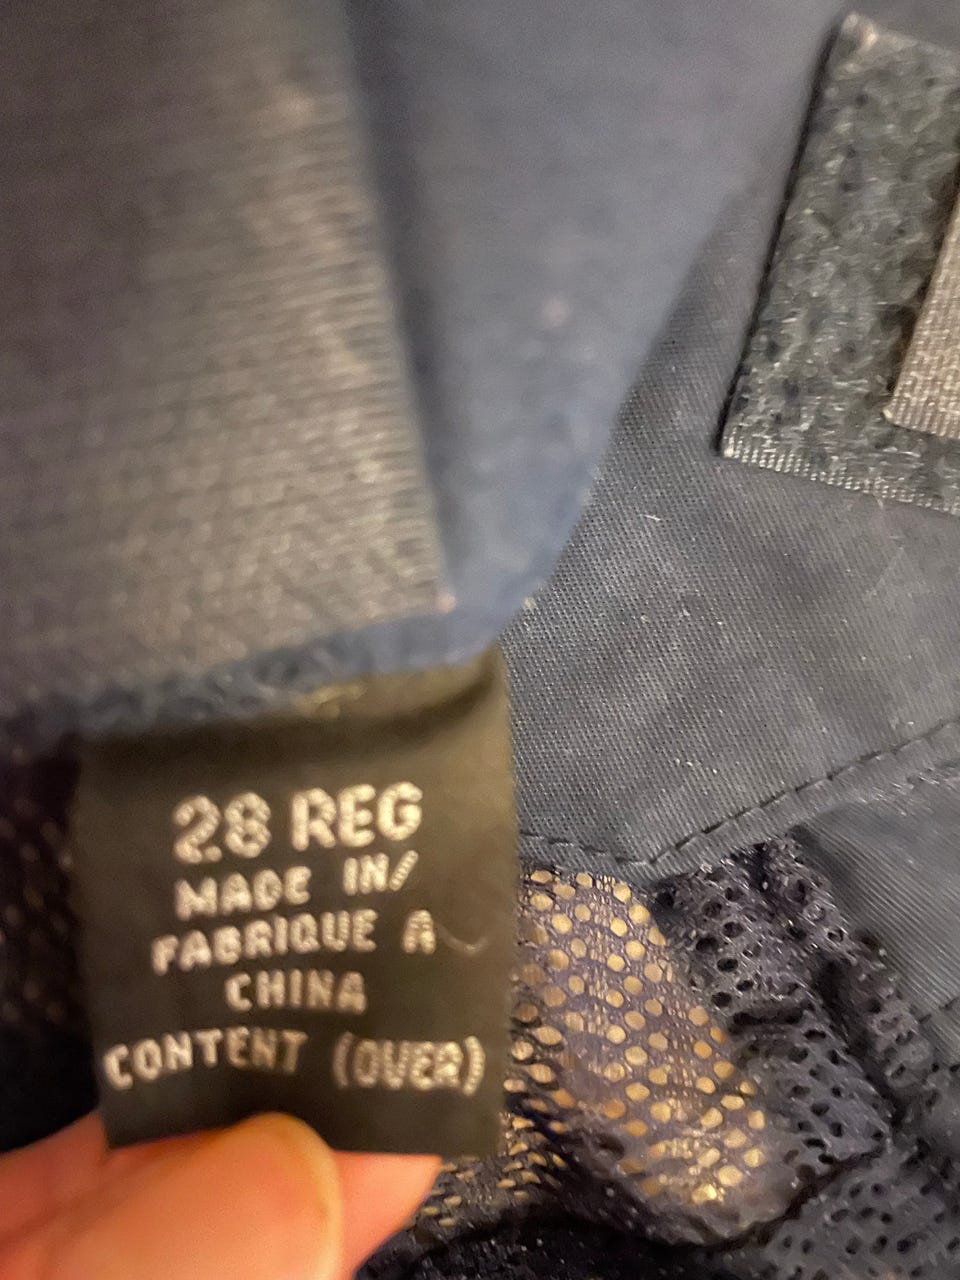 28 REG
MADE IN/
FABRIQUE A
CHINA
CONTENT (OVER)